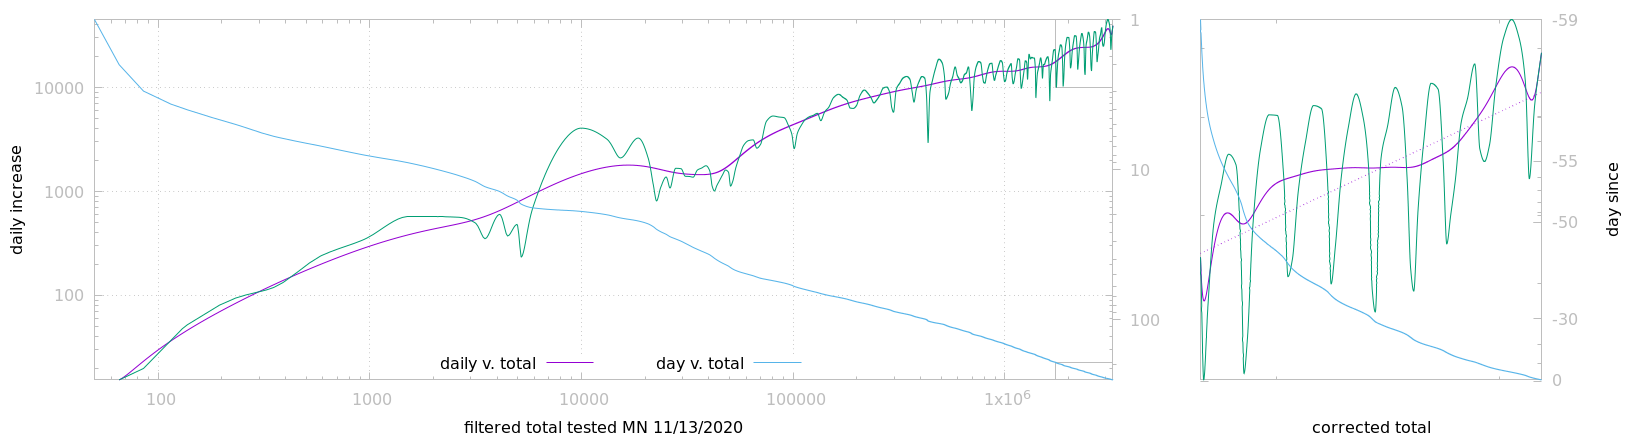 daily increase
10000
1000
100
daily v. total
day v. total
100
1000
10000
100000
1x10⁶
1
10
100
filtered total tested MN 11/13/2020
-59
-55
-50
-30
0
day since
corrected total